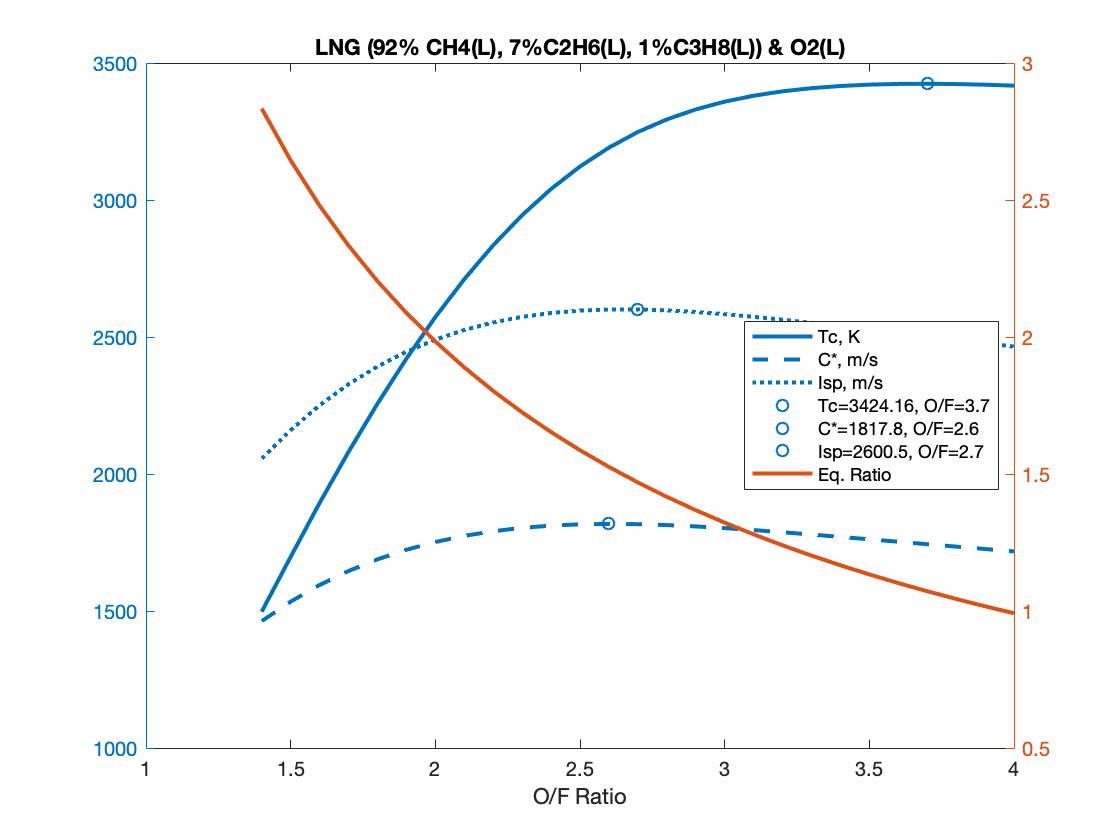 LNG (92% CH4(L), 7%C2H6(L), 1%C3H8(L)) & O2(L)
3500
3000
2500
2000
1500
1000
3
2.5
2
1.5
1
0.5
Tc, K
C*, m/s
Isp, m/s
Tc=3424.16, O/F=3.7
C*=1817.8, O/F=2.6
Isp=2600.5, O/F=2.7
Eq. Ratio
1 1.5 2 2.5 3 3.5 4
O/F Ratio